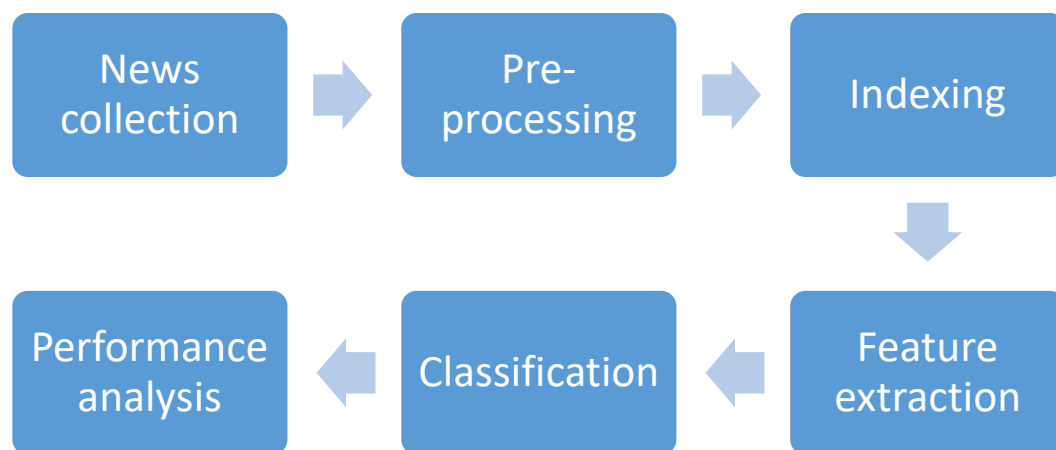 News
collection
Pre-
processing
Indexing
Feature
extraction
Classification
Performance
analysis